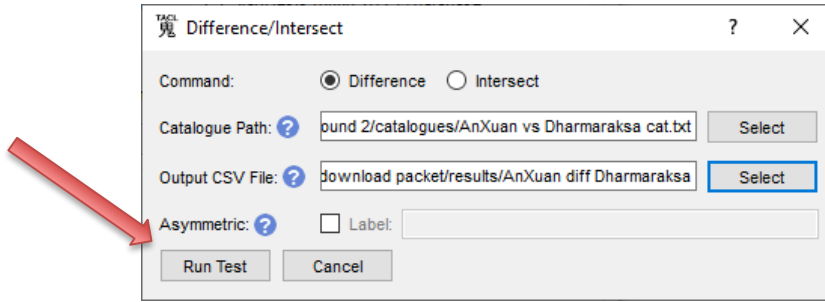 TACL
鬼 Difference/Intersect ? ×
Command: Difference Intersect
Catalogue Path: ? ound 2/catalogues/AnXuan vs Dharmaraksa cat.txt Select
Output CSV File: ? download packet/results/AnXuan diff Dharmaraksa Select
Asymmetric: ? Label:
Run Test Cancel